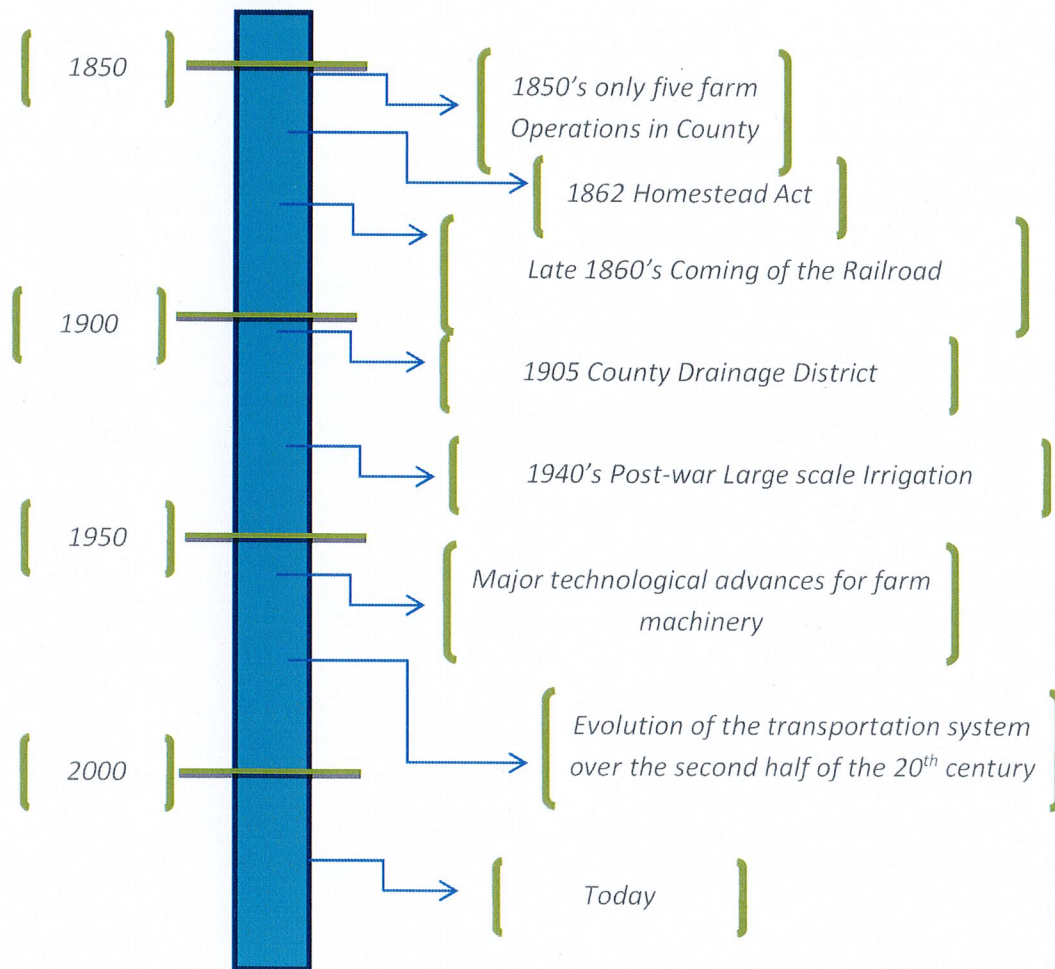 1850
1850's only five farm
Operations in County
1862 Homestead Act
Late 1860's Coming of the Railroad
1900
1905 County Drainage District
1940's Post-war Large scale Irrigation
1950
Major technological advances for farm
machinery
Evolution of the transportation system
over the second half of the 20th century
2000
Today